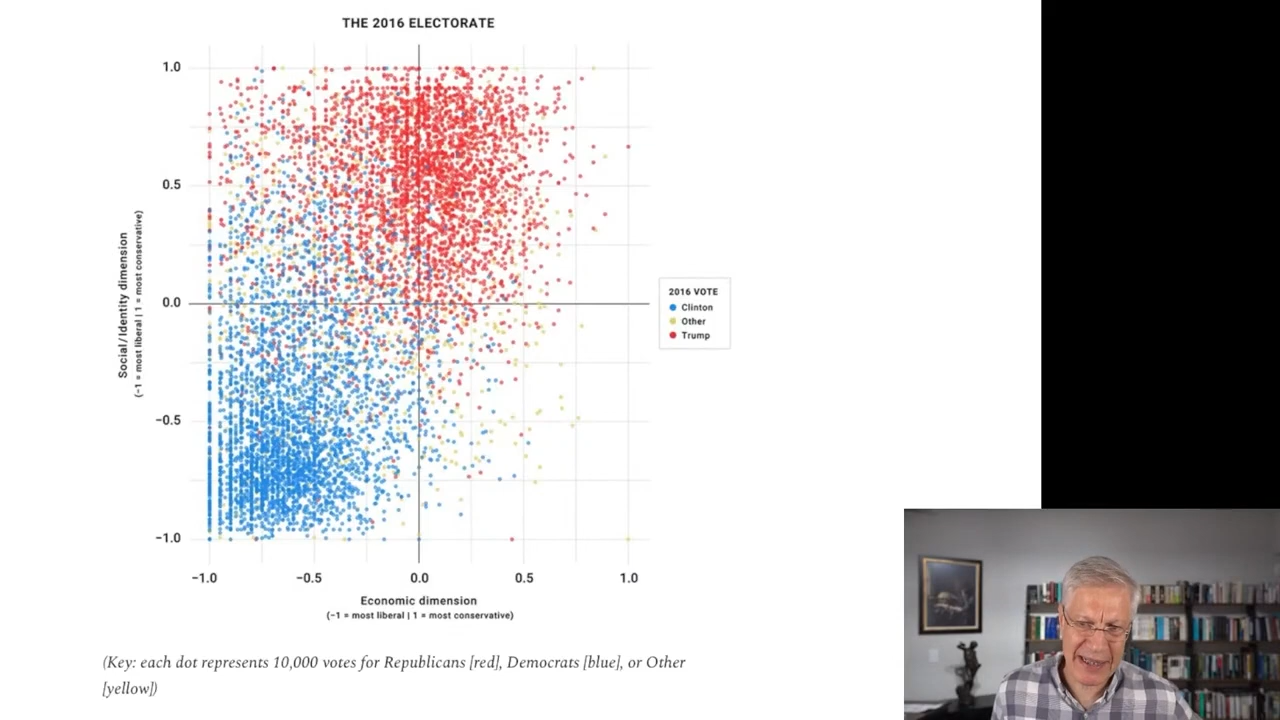 THE 2016 ELECTORATE
1.0
0.5
0.0
−0.5
−1.0
Social/Identity dimension
(−1 = most liberal | 1 = most conservative)
2016 VOTE
Clinton
Other
Trump
−1.0 −0.5 0.0 0.5 1.0
Economic dimension
(−1 = most liberal | 1 = most conservative)
(Key: each dot represents 10,000 votes for Republicans [red], Democrats [blue], or Other
[yellow])